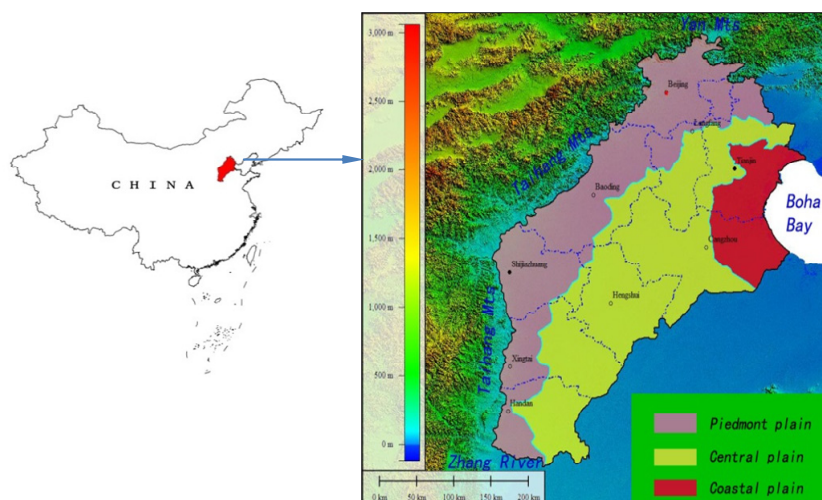 CHINA
3,000 m
2,500 m
2,000 m
1,500 m
1,000 m
500 m
0 m
Yan Mts
Beijing
Langfang
Taihang Mts
Tianjin
Baoding
Boha
Bay
Cangzhou
Shijiazhuang
Hengshui
Taihang Mts
Xingtai
Handan
Zhang River
Piedmont plain
Central plain
Coastal plain
0 km 50 km 100 km 150 km 200 km